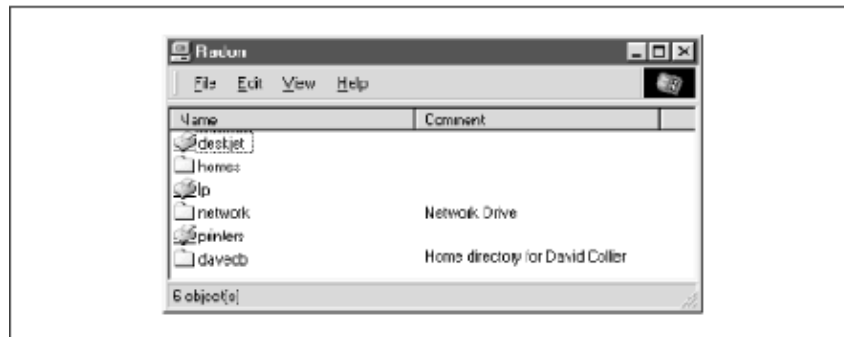 Radon
File Edit View Help
Name Comment
deskjet
homes
lp
network Network Drive
printers
davecb Home directory for David Collier
6 object(s)